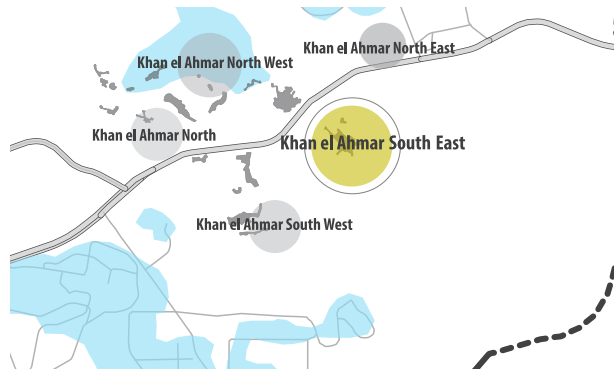 Khan el Ahmar North East
Khan el Ahmar North West
Khan el Ahmar North
Khan el Ahmar South East
Khan el Ahmar South West